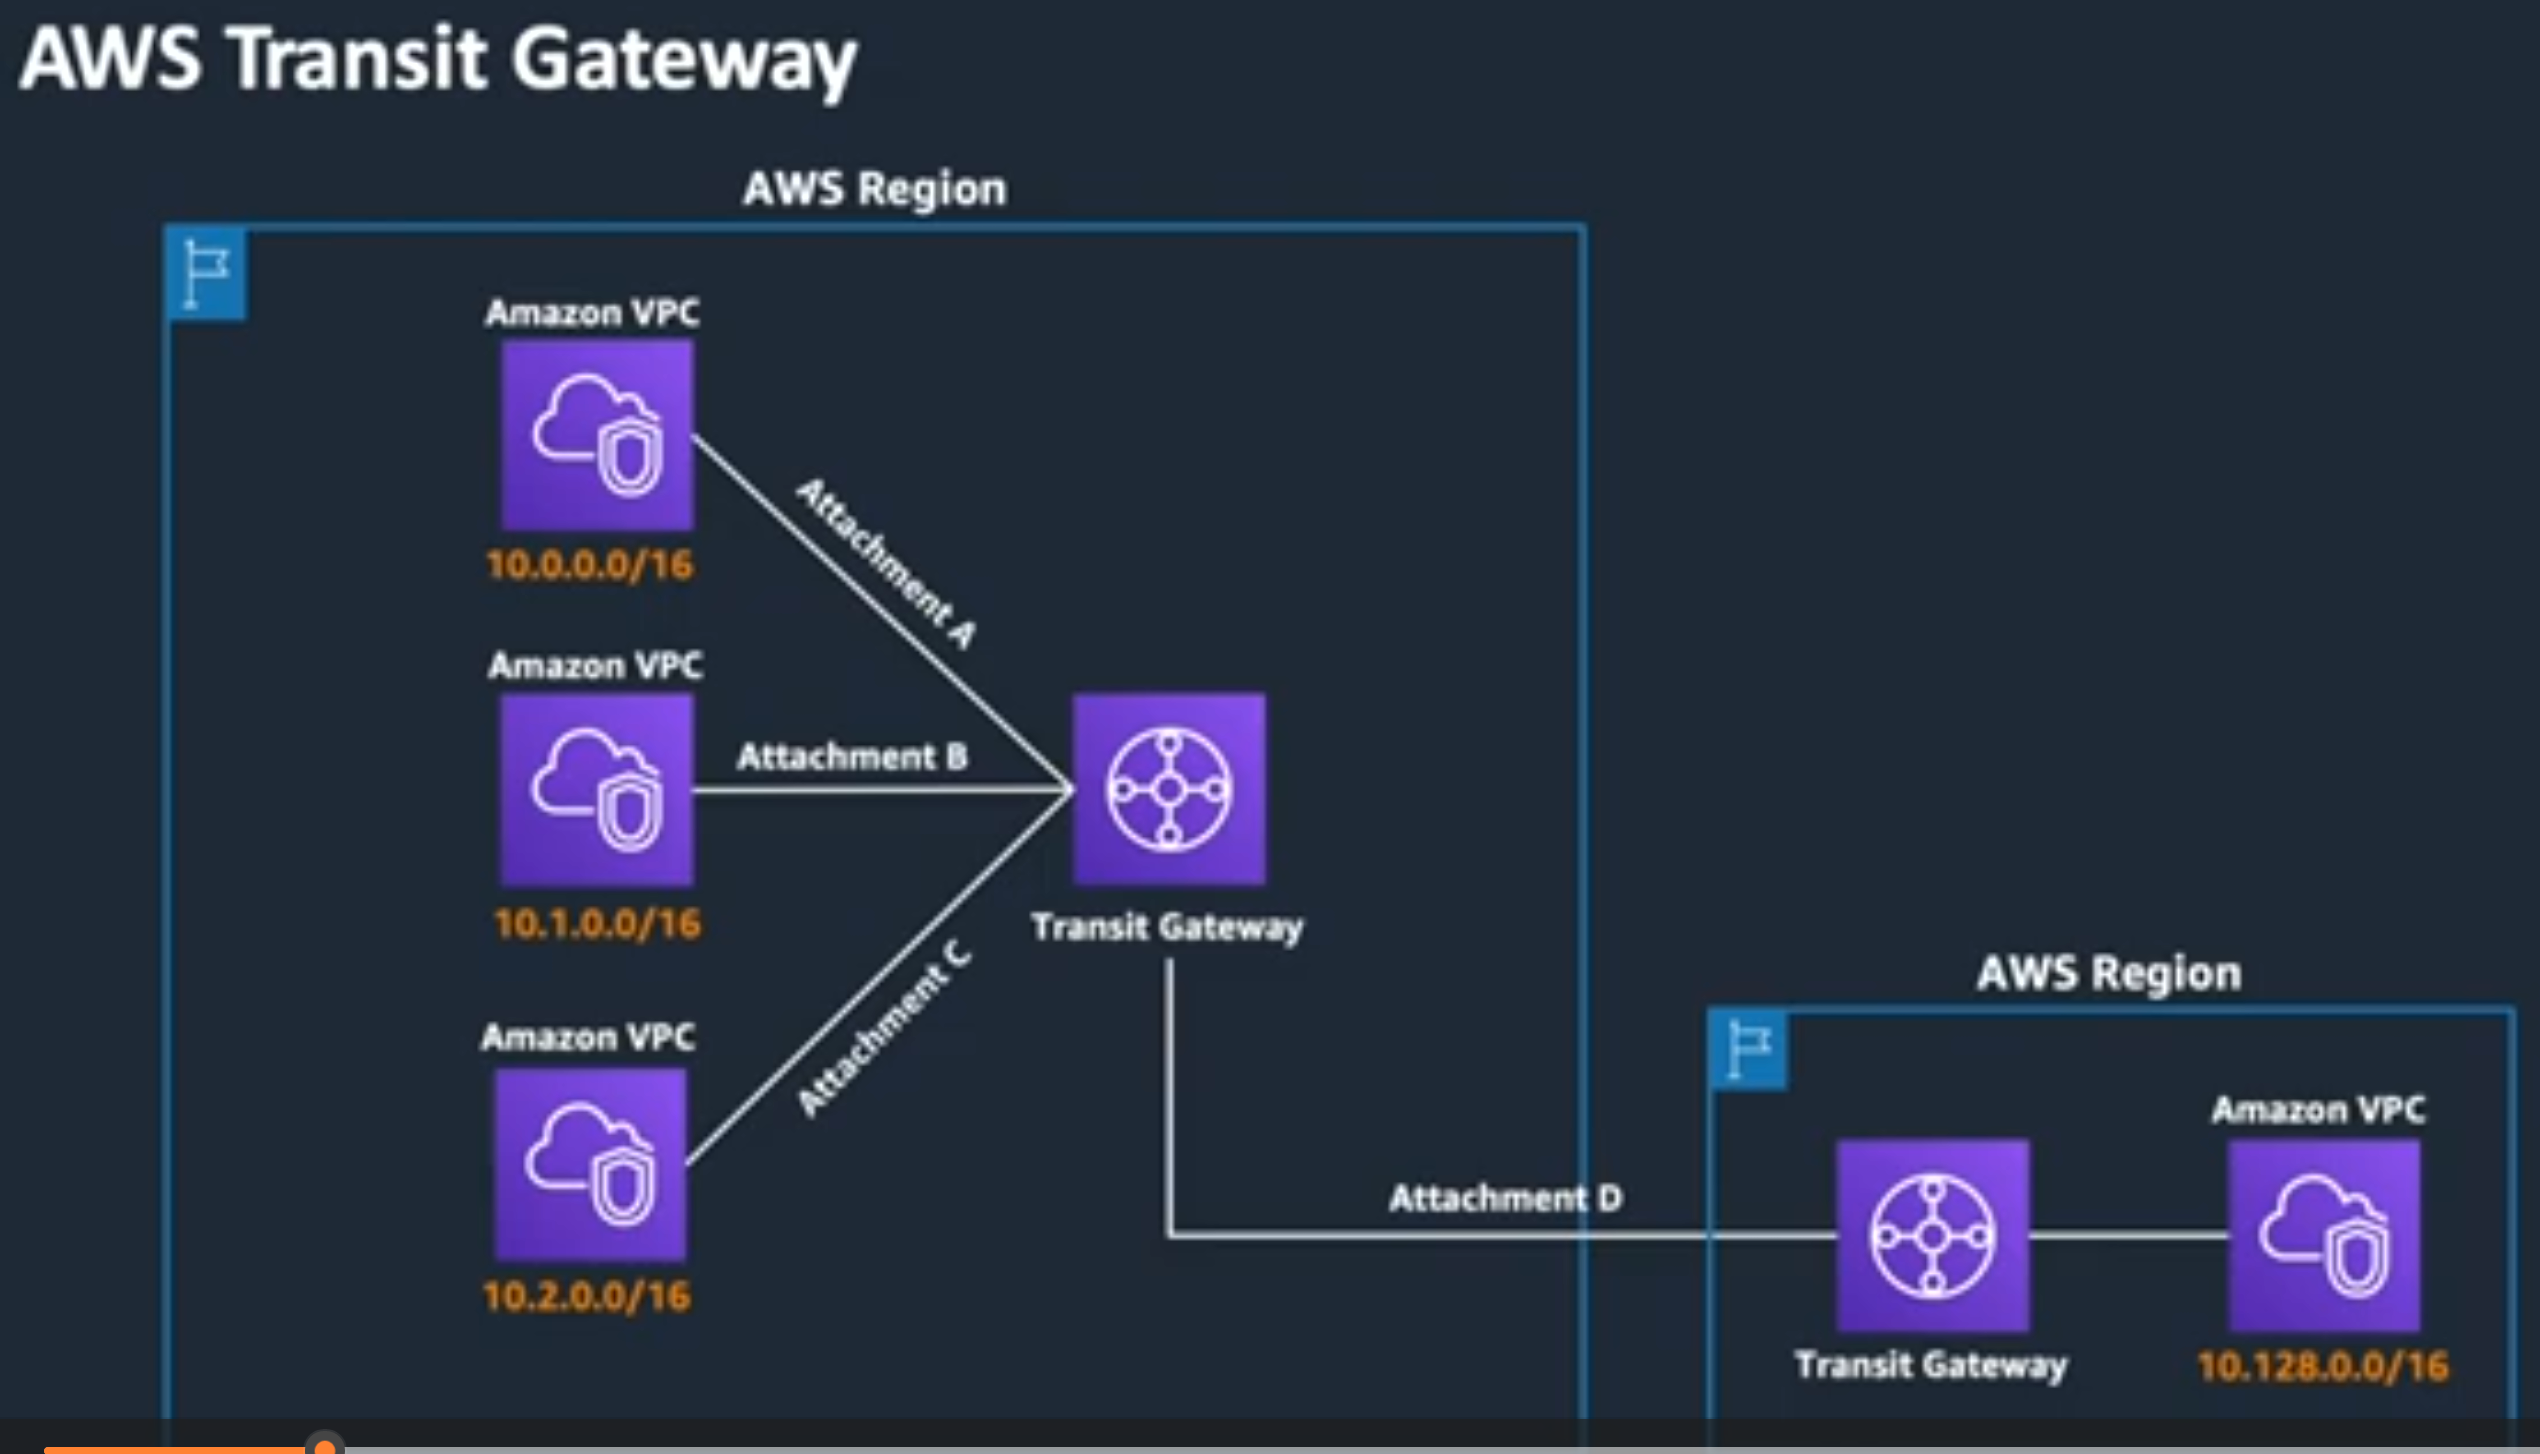 AWS Transit Gateway
AWS Region
Amazon VPC
10.0.0.0/16
Attachment A
Amazon VPC
10.1.0.0/16
Attachment B
Transit Gateway
Amazon VPC
10.2.0.0/16
Attachment C
Attachment D
AWS Region
Transit Gateway
Amazon VPC
10.128.0.0/16